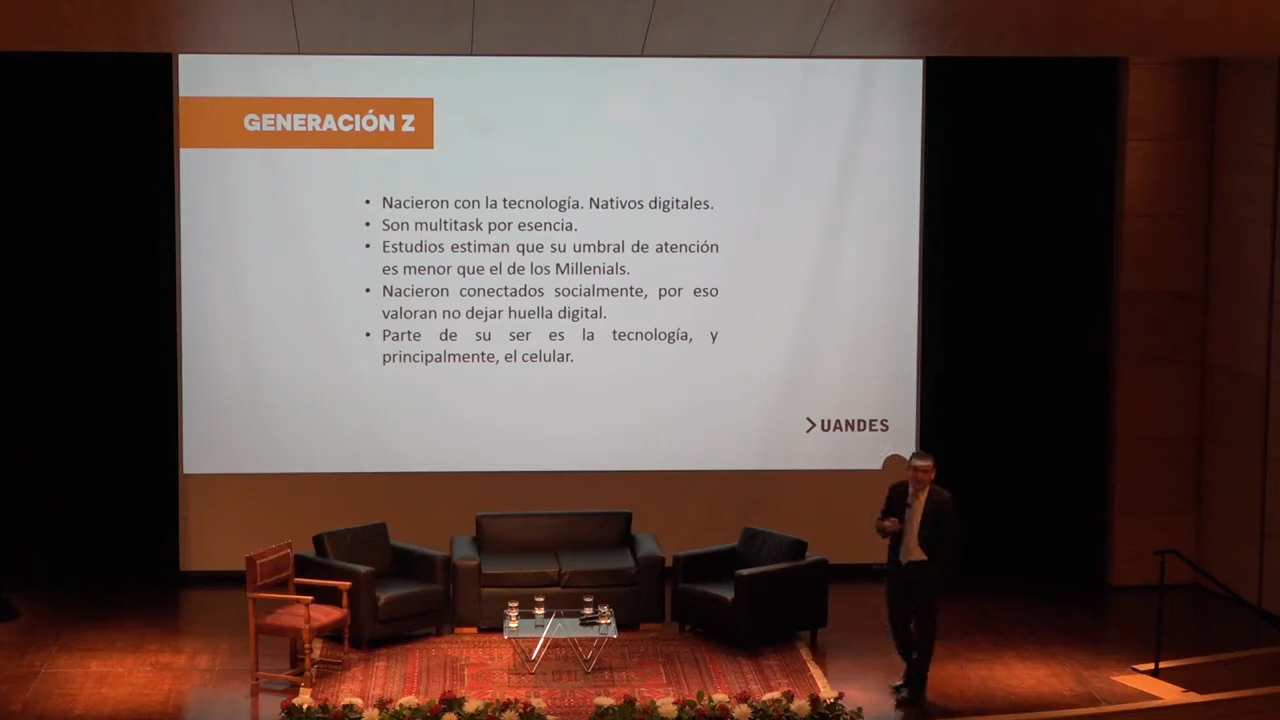 GENERACIÓN Z
• Nacieron con la tecnología. Nativos digitales.
• Son multitask por esencia.
• Estudios estiman que su umbral de atención
es menor que el de los Millenials.
• Nacieron conectados socialmente, por eso
valoran no dejar huella digital.
• Parte de su ser es la tecnología, y
principalmente, el celular.
UANDES